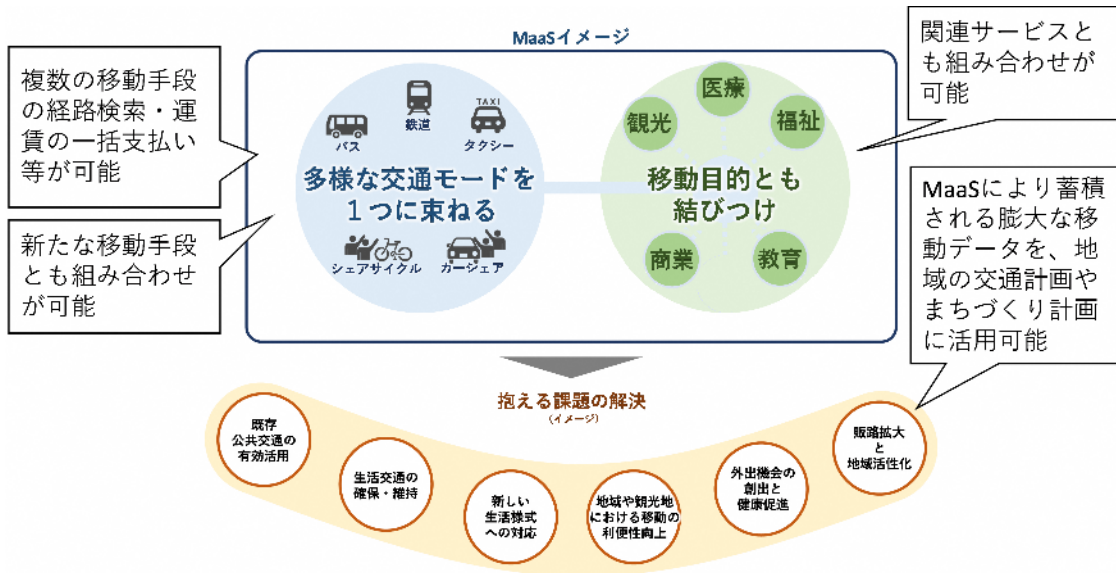 MaaSイメージ
複数の移動手段
の経路検索・運
賃の一括支払い
等が可能
新たな移動手段
とも組み合わせ
が可能
バス
鉄道
TAXI
タクシー
多様な交通モードを
１つに束ねる
シェアサイクル
カーシェア
観光
医療
福祉
移動目的とも
結びつけ
商業
教育
関連サービスと
も組み合わせが
可能
MaaSにより蓄積
される膨大な移
動データを、地
域の交通計画や
まちづくり計画
に活用可能
抱える課題の解決
(イメージ)
既存
公共交通の
有効活用
生活交通の
確保・維持
新しい
生活様式
への対応
地域や観光地
における移動の
利便性向上
外出機会の
創出と
健康促進
販路拡大
と
地域活性化